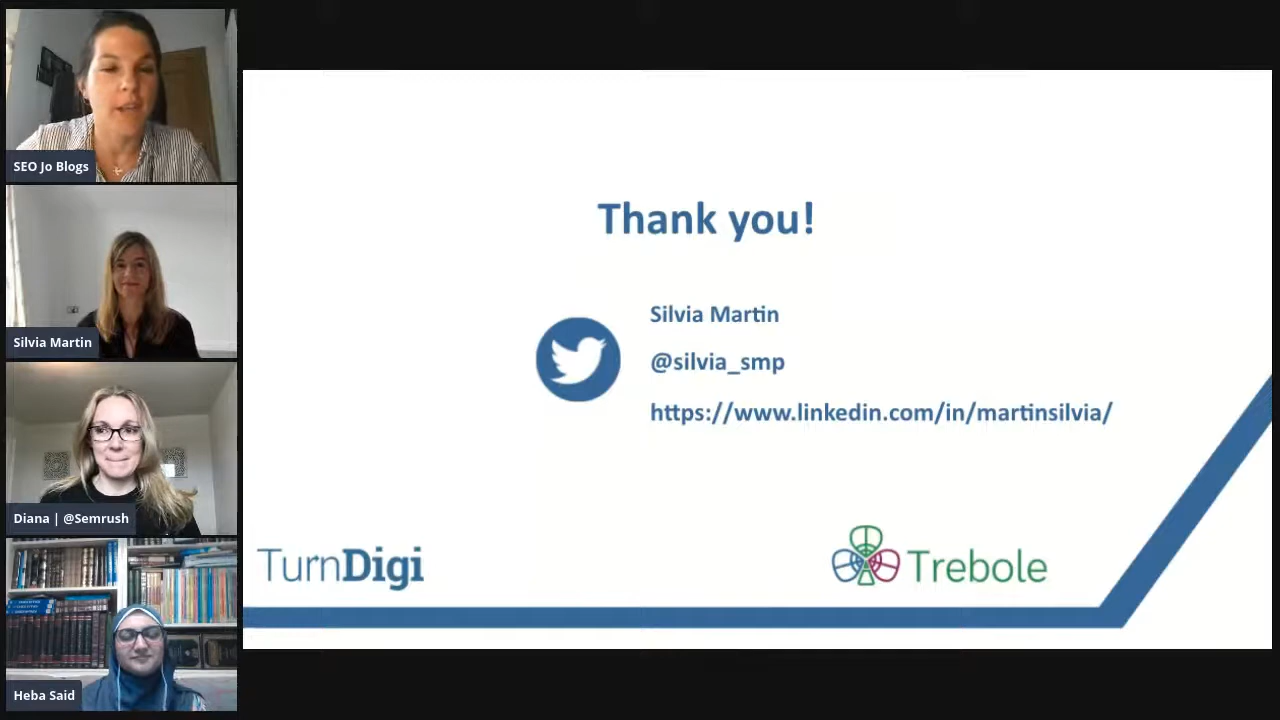 SEO Jo Blogs
Silvia Martin
Diana | @Semrush
Heba Said
Thank you!
Silvia Martin
@silvia_smp
https://www.linkedin.com/in/martinsilvia/
TurnDigi
Trebole